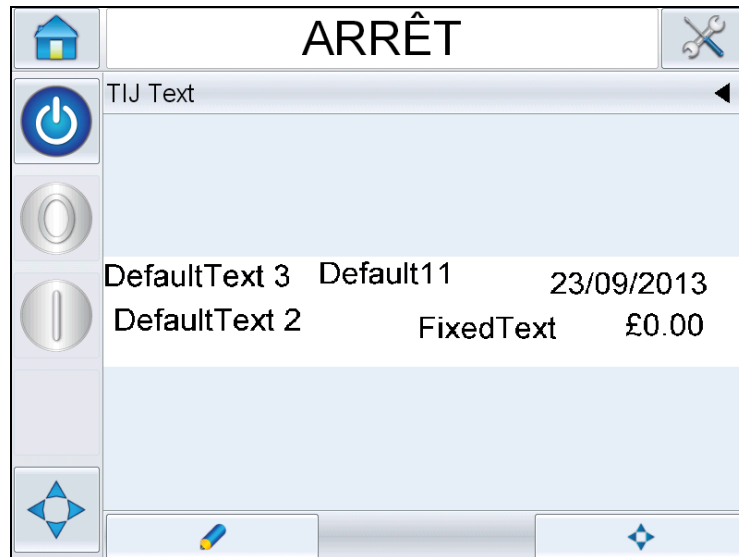 ARRÊT
TIJ Text
DefaultText 3 Default11 23/09/2013
DefaultText 2 FixedText £0.00